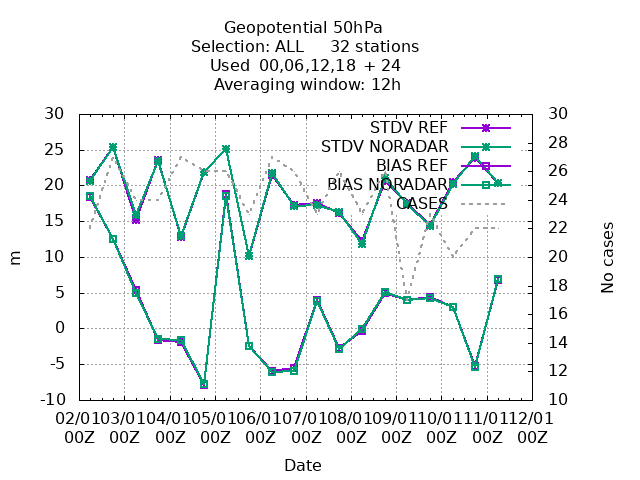 Geopotential 50hPa
Selection: ALL 32 stations
Used 00,06,12,18 + 24
Averaging window: 12h
STDV REF
STDV NORADAR
BIAS REF
BIAS NORADAR
CASES
30
25
20
15
10
5
0
-5
-10
m
30
28
26
24
22
20
18
16
14
12
10
No cases
02/01 03/01 04/01 05/01 06/01 07/01 08/01 09/01 10/01 11/01 12/01
00Z 00Z 00Z 00Z 00Z 00Z 00Z 00Z 00Z 00Z 00Z
Date